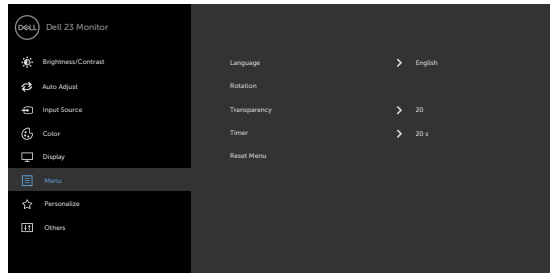 DELL Dell 23 Monitor
Brightness/Contrast
Auto Adjust
Input Source
Color
Display
Menu
Personalize
Others
Language English
Rotation
Transparency 20
Timer 20 s
Reset Menu